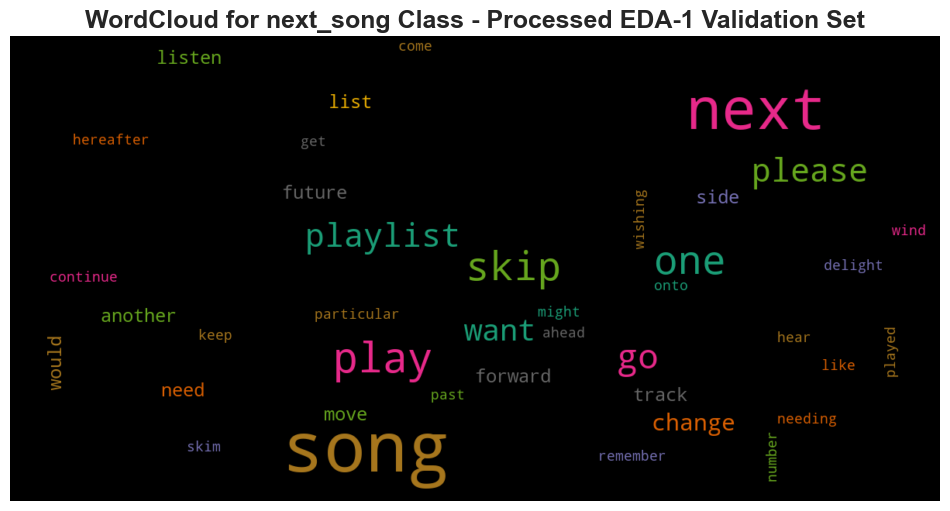 WordCloud for next_song Class - Processed EDA-1 Validation Set
come
listen
list
next
hereafter
get
please
future
side
wishing
wind
playlist
skip
one
delight
continue
onto
another
particular
might
keep
want
ahead
hear
played
would
play
go
like
need
forward
track
past
move
change
needing
song
skim
remember
number